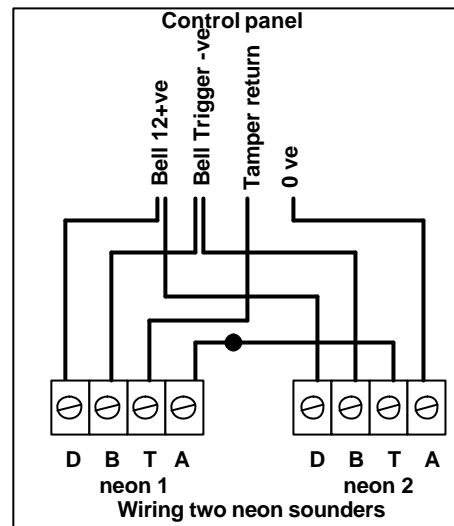 Control panel
Bell 12+ve
Bell Trigger -ve
Tamper return
0 ve
D B T A D B T A
neon 1 neon 2
Wiring two neon sounders